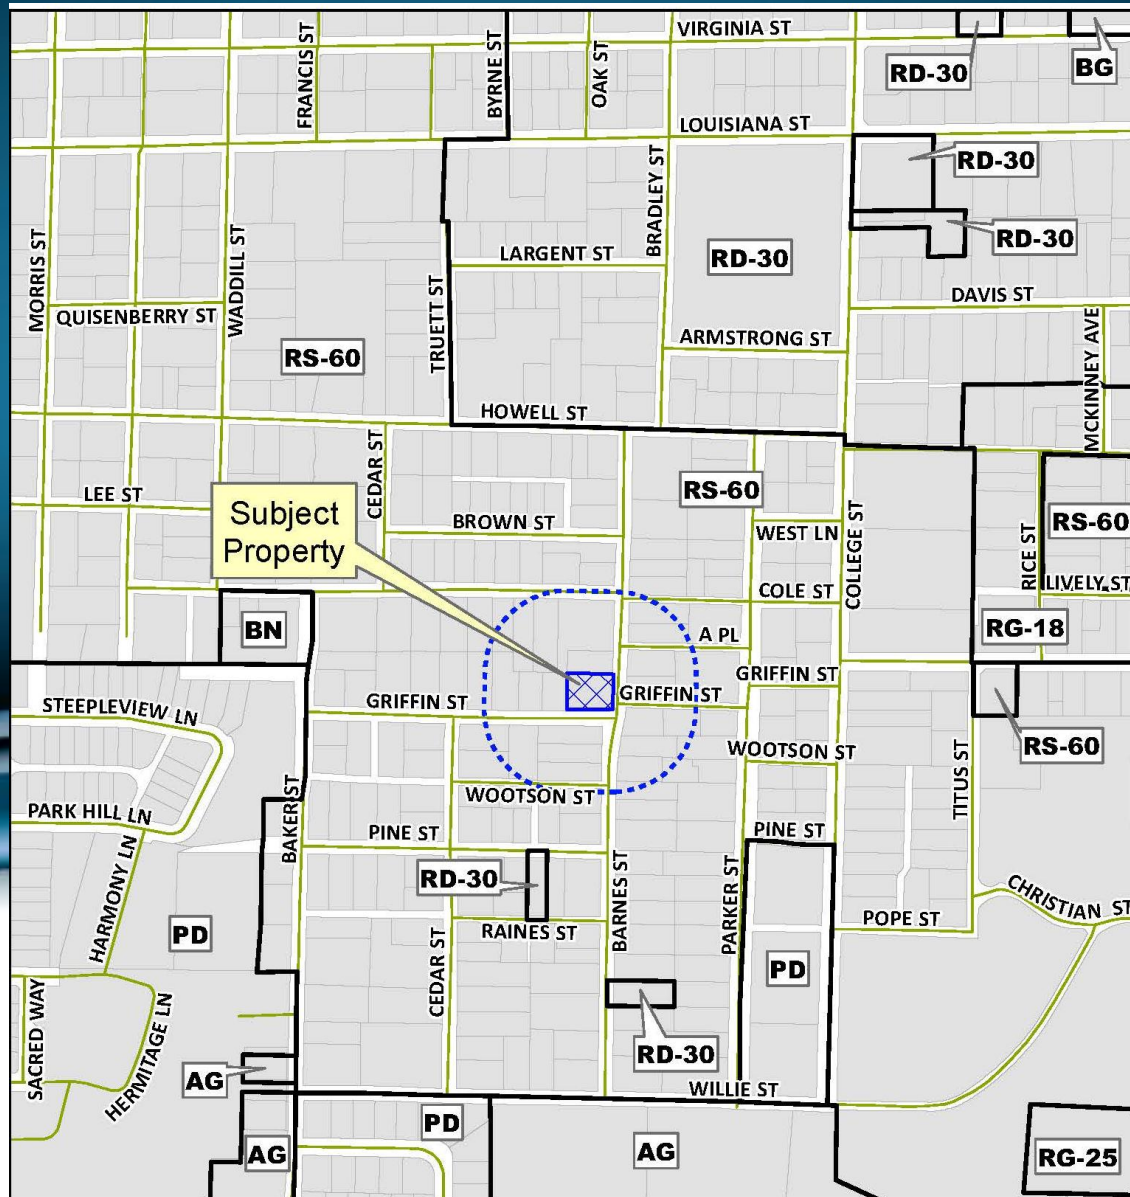 VIRGINIA ST
FRANCIS ST
BYRNE ST
OAK ST
RD-30
BG
LOUISIANA ST
RD-30
BRADLEY ST
MORRIS ST
WADDILL ST
LARGENT ST
RD-30
RD-30
TRUETT ST
DAVIS ST
QUISENBERRY ST
RS-60
ARMSTRONG ST
MCKINNEY AVE
HOWELL ST
CEDAR ST
LEE ST
RS-60
Subject
Property
BROWN ST
WEST LN
COLLEGE ST
RICE ST
RS-60
COLE ST
LIVELY ST
BN
A PL
RG-18
GRIFFIN ST
GRIFFIN ST
GRIFFIN ST
STEEPLEVIEW LN
RS-60
WOOTSON ST
TITUS ST
WOOTSON ST
PARK HILL LN
BAKER ST
PINE ST
PINE ST
HARMONY LN
RD-30
BARNES ST
PARKER ST
CHRISTIAN ST
POPE ST
PD
RAINES ST
CEDAR ST
PD
SACRED WAY
HERMITAGE LN
RD-30
AG
WILLIE ST
PD
AG
AG
RG-25